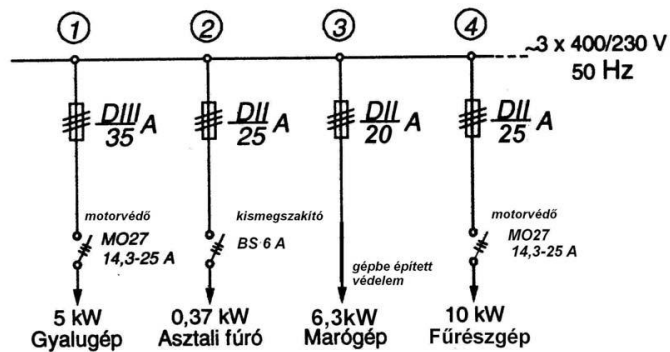 1 2 3 4
~3 x 400/230 V
50 Hz
DIII/35 A
DII/25 A
DII/20 A
DII/25 A
motorvédő
MO27
14,3-25 A
kismegszakító
BS 6 A
gépbe épített
védelem
motorvédő
MO27
14,3-25 A
5 kW
Gyalugép
0,37 kW
Asztali fúró
6,3kW
Marógép
10 kW
Fűrészgép